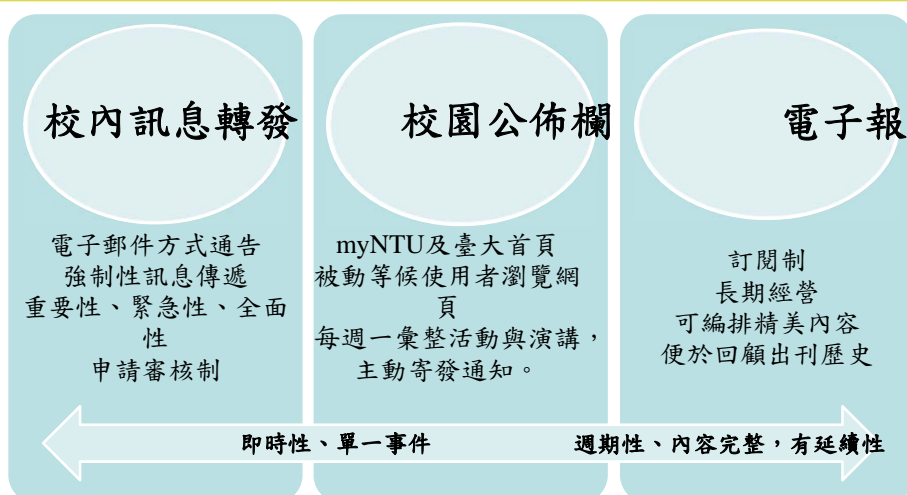 校內訊息轉發
電子郵件方式通告
強制性訊息傳遞
重要性、緊急性、全面
性
申請審核制
校園公佈欄
myNTU及臺大首頁
被動等候使用者瀏覽網
頁
每週一彙整活動與演講，
主動寄發通知。
電子報
訂閱制
長期經營
可編排精美內容
便於回顧出刊歷史
即時性、單一事件
週期性、內容完整，有延續性